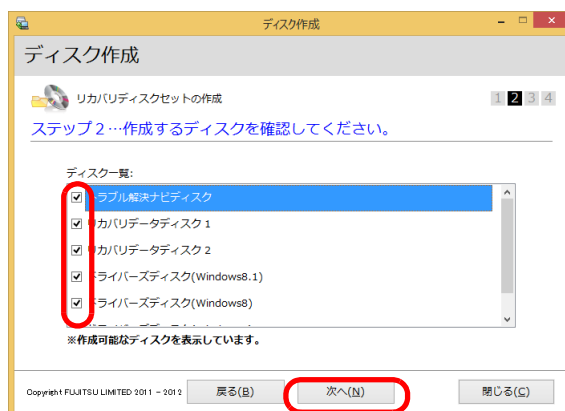 ディスク作成
ディスク作成
リカバリディスクセットの作成
1 2 3 4
ステップ2…作成するディスクを確認してください。
ディスク一覧:
ラブル解決ナビディスク
リカバリデータディスク1
リカバリデータディスク2
ドライバーズディスク(Windows8.1)
ドライバーズディスク(Windows8)
※作成可能なディスクを表示しています。
Copyright FUJITSU LIMITED 2011 - 2012
戻る(B)
次へ(N)
閉じる(C)